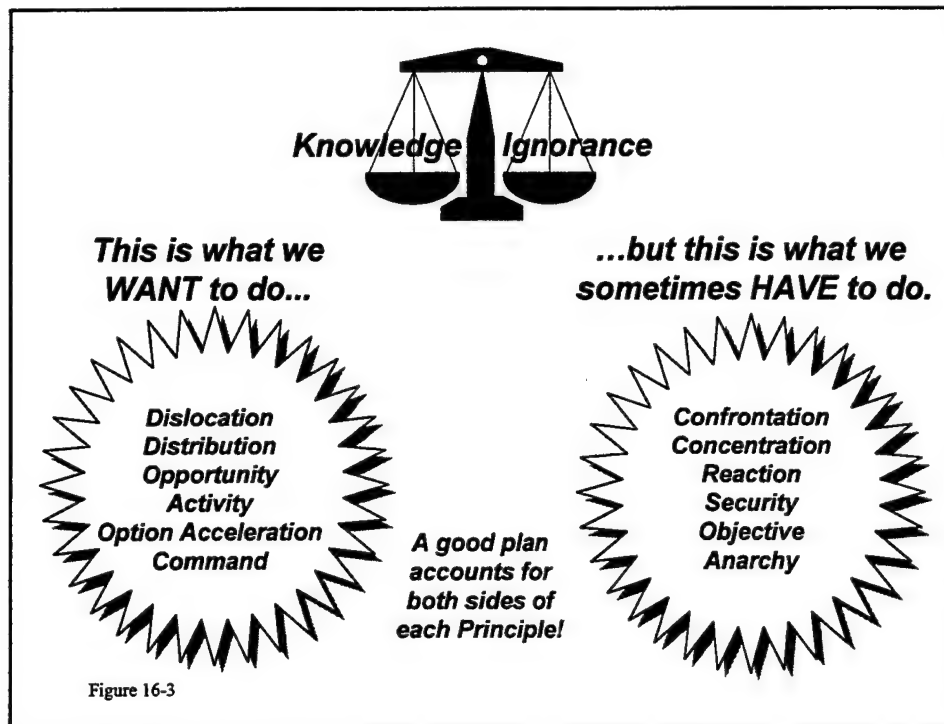 Knowledge Ignorance
This is what we
WANT to do...
...but this is what we
sometimes HAVE to do.
Dislocation
Distribution
Opportunity
Activity
Option Acceleration
Command
Confrontation
Concentration
Reaction
Security
Objective
Anarchy
A good plan
accounts for
both sides of
each Principle!
Figure 16-3